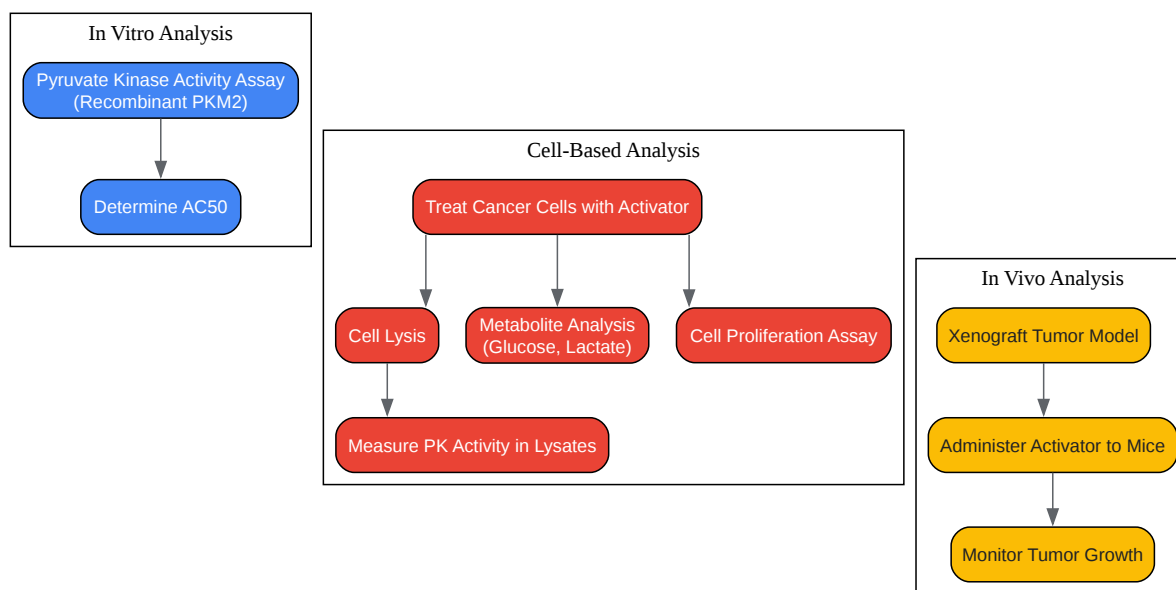 In Vitro Analysis
Pyruvate Kinase Activity Assay
(Recombinant PKM2)
Determine AC50
Cell-Based Analysis
Treat Cancer Cells with Activator
Cell Lysis
Metabolite Analysis
(Glucose, Lactate)
Cell Proliferation Assay
Measure PK Activity in Lysates
In Vivo Analysis
Xenograft Tumor Model
Administer Activator to Mice
Monitor Tumor Growth